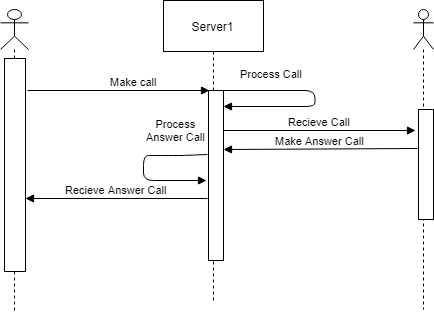 Server1
Process Call
Make call
Process
Answer Call
Recieve Call
Make Answer Call
Recieve Answer Call